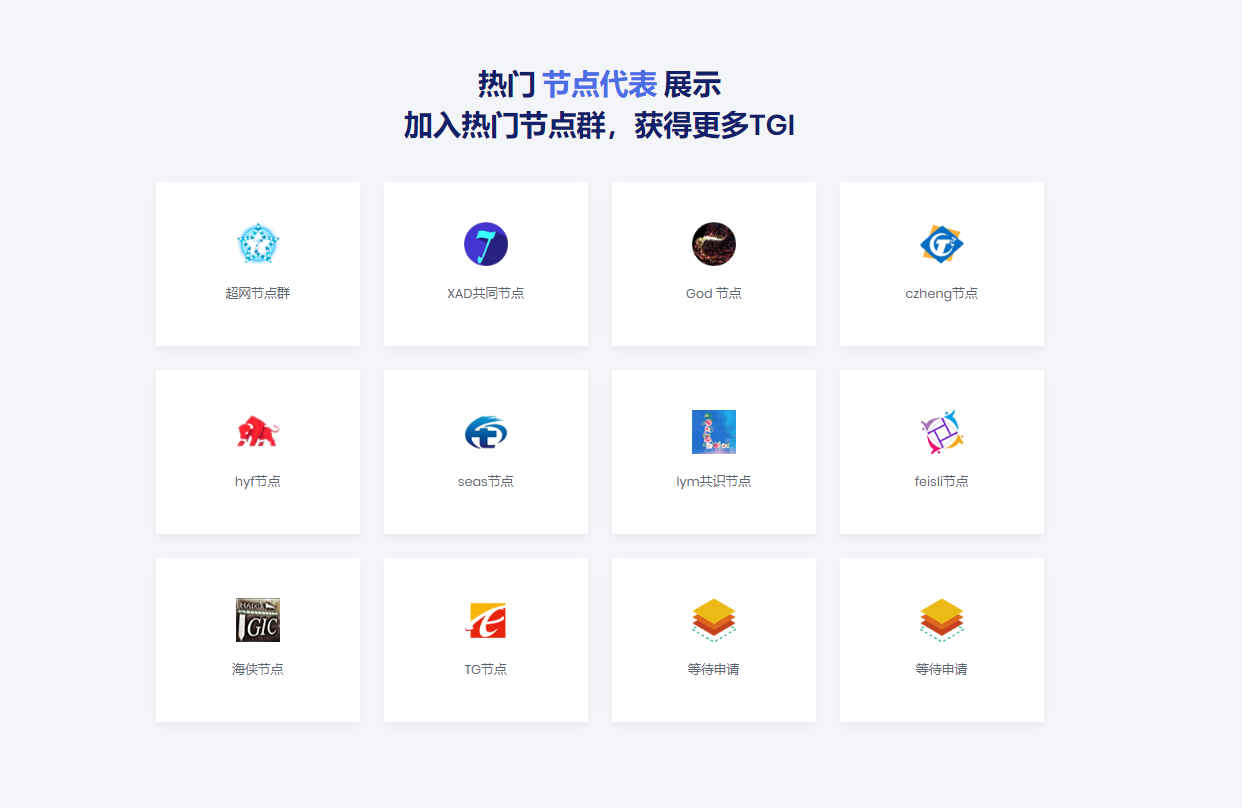 热门 节点代表 展示
加入热门节点群，获得更多TGI
超网节点群
XAD共同节点
God 节点
czheng节点
hyf节点
seas节点
lym共识节点
feisli节点
HAIXIA
GIC
海侠节点
TG节点
等待申请
等待申请